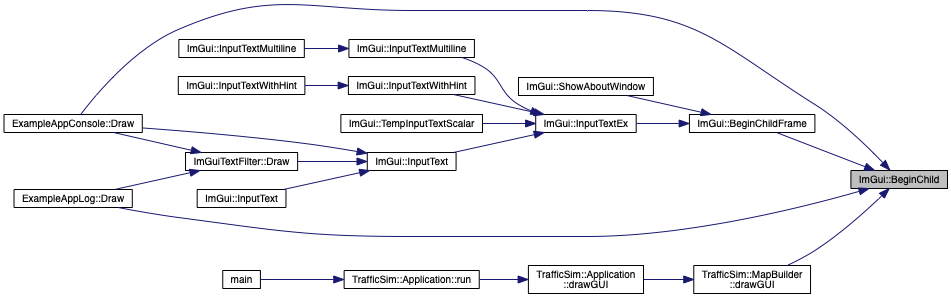 ImGui::InputTextMultiline
ImGui::InputTextMultiline
ImGui::InputTextWithHint
ImGui::InputTextWithHint
ImGui::ShowAboutWindow
ExampleAppConsole::Draw
ImGui::TempInputTextScalar
ImGui::InputTextEx
ImGui::BeginChildFrame
ImGuiTextFilter::Draw
ImGui::InputText
ImGui::BeginChild
ExampleAppLog::Draw
ImGui::InputText
main
TrafficSim::Application::run
TrafficSim::Application
::drawGUI
TrafficSim::MapBuilder
::drawGUI